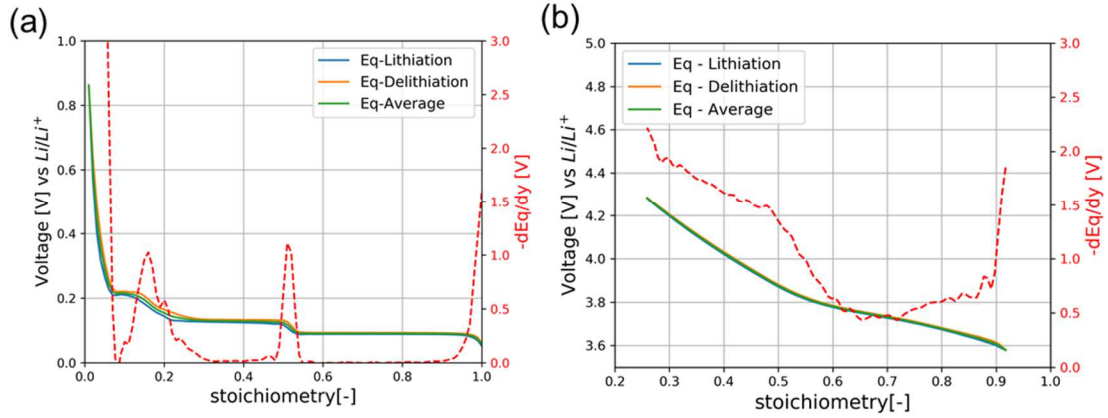 (a)
1.0
0.8
0.6
0.4
0.2
0.0
Voltage [V] vs Li/Li⁺
Eq-Lithiation
Eq-Delithiation
Eq-Average
3.0
2.5
2.0
1.5
1.0
0.5
0.0
-dEq/dy [V]
0.0 0.2 0.4 0.6 0.8 1.0
stoichiometry[-]
(b)
5.0
4.8
4.6
4.4
4.2
4.0
3.8
3.6
Voltage [V] vs Li/Li⁺
Eq - Lithiation
Eq - Delithiation
Eq - Average
3.0
2.5
2.0
1.5
1.0
0.5
0.0
-dEq/dy [V]
0.2 0.3 0.4 0.5 0.6 0.7 0.8 0.9 1.0
stoichiometry[-]